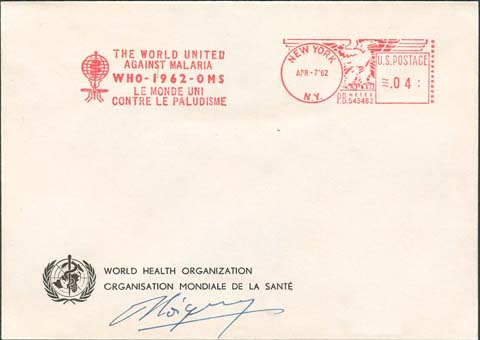 THE WORLD UNITED
AGAINST MALARIA
WHO-1962-OMS
LE MONDE UNI
CONTRE LE PALUDISME
NEW YORK
APR-7'62
N.Y.
U.S. POSTAGE
.04
P.B. METER
545462
WORLD HEALTH ORGANIZATION
ORGANISATION MONDIALE DE LA SANTÉ